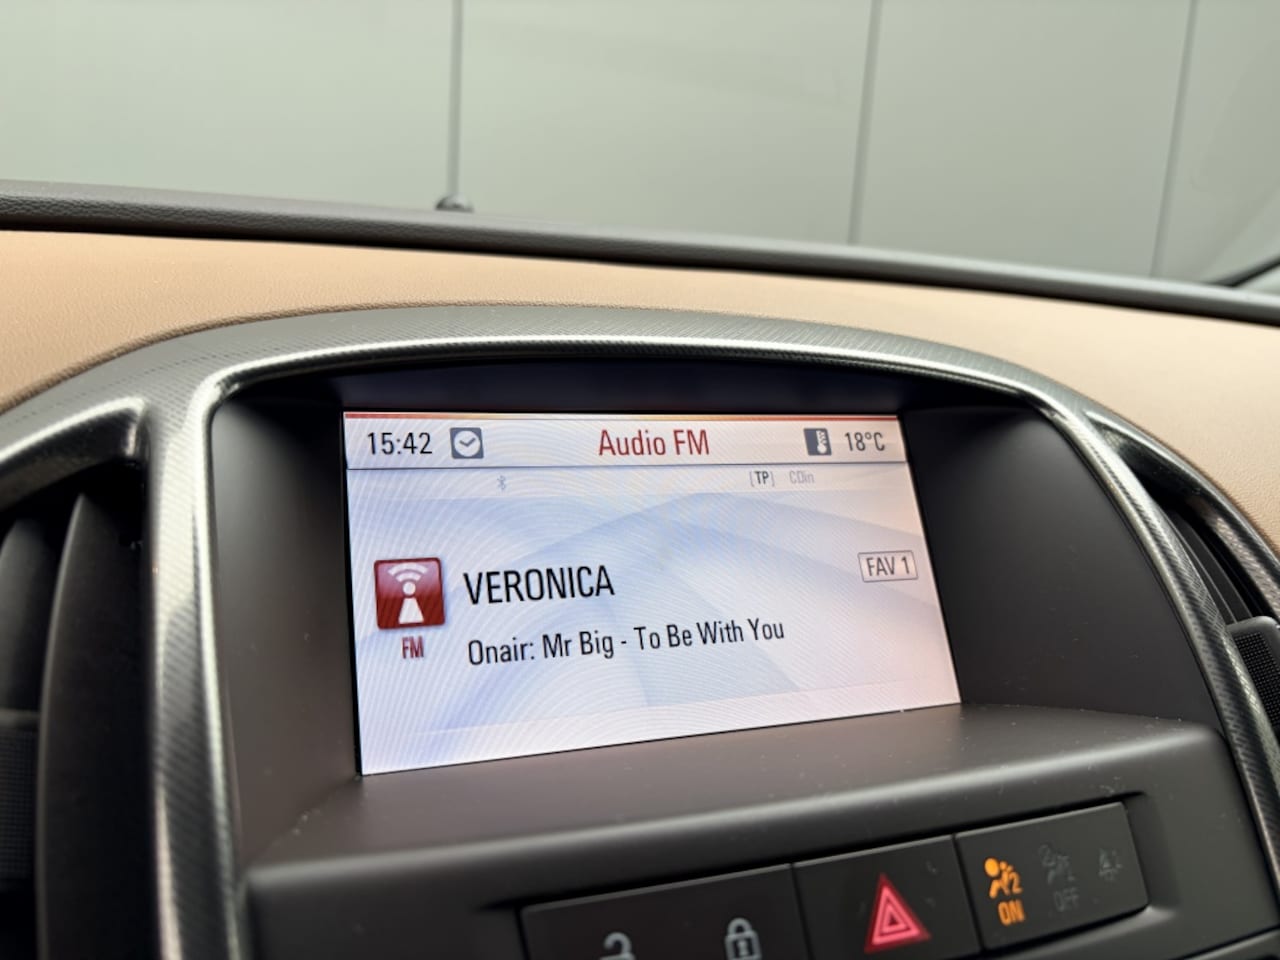 15:42 Audio FM 18°C
[TP] CDin
VERONICA FAV 1
FM Onair: Mr Big - To Be With You
2 ON OFF